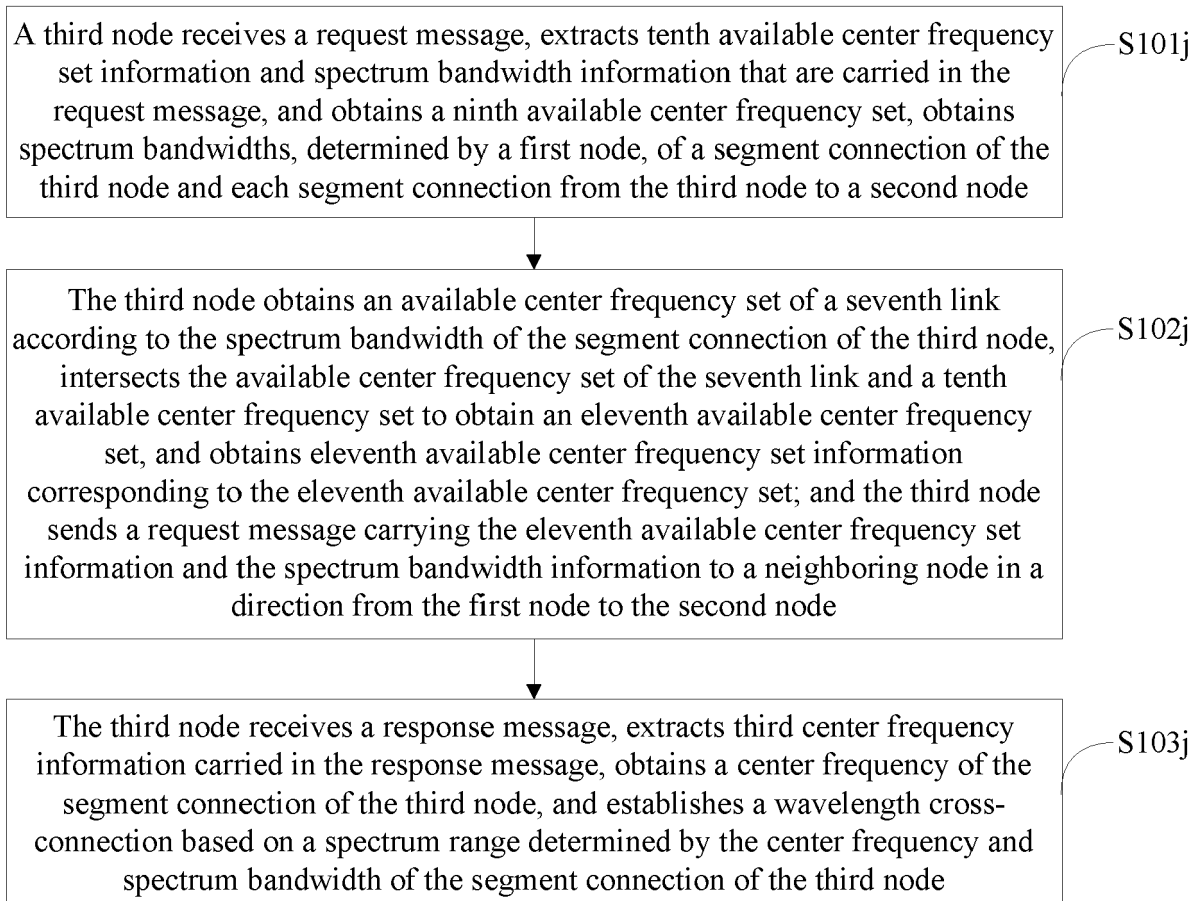 A third node receives a request message, extracts tenth available center frequency
set information and spectrum bandwidth information that are carried in the
request message, and obtains a ninth available center frequency set, obtains
spectrum bandwidths, determined by a first node, of a segment connection of the
third node and each segment connection from the third node to a second node
S101j
The third node obtains an available center frequency set of a seventh link
according to the spectrum bandwidth of the segment connection of the third node,
intersects the available center frequency set of the seventh link and a tenth
available center frequency set to obtain an eleventh available center frequency
set, and obtains eleventh available center frequency set information
corresponding to the eleventh available center frequency set; and the third node
sends a request message carrying the eleventh available center frequency set
information and the spectrum bandwidth information to a neighboring node in a
direction from the first node to the second node
S102j
The third node receives a response message, extracts third center frequency
information carried in the response message, obtains a center frequency of the
segment connection of the third node, and establishes a wavelength cross-
connection based on a spectrum range determined by the center frequency and
spectrum bandwidth of the segment connection of the third node
S103j